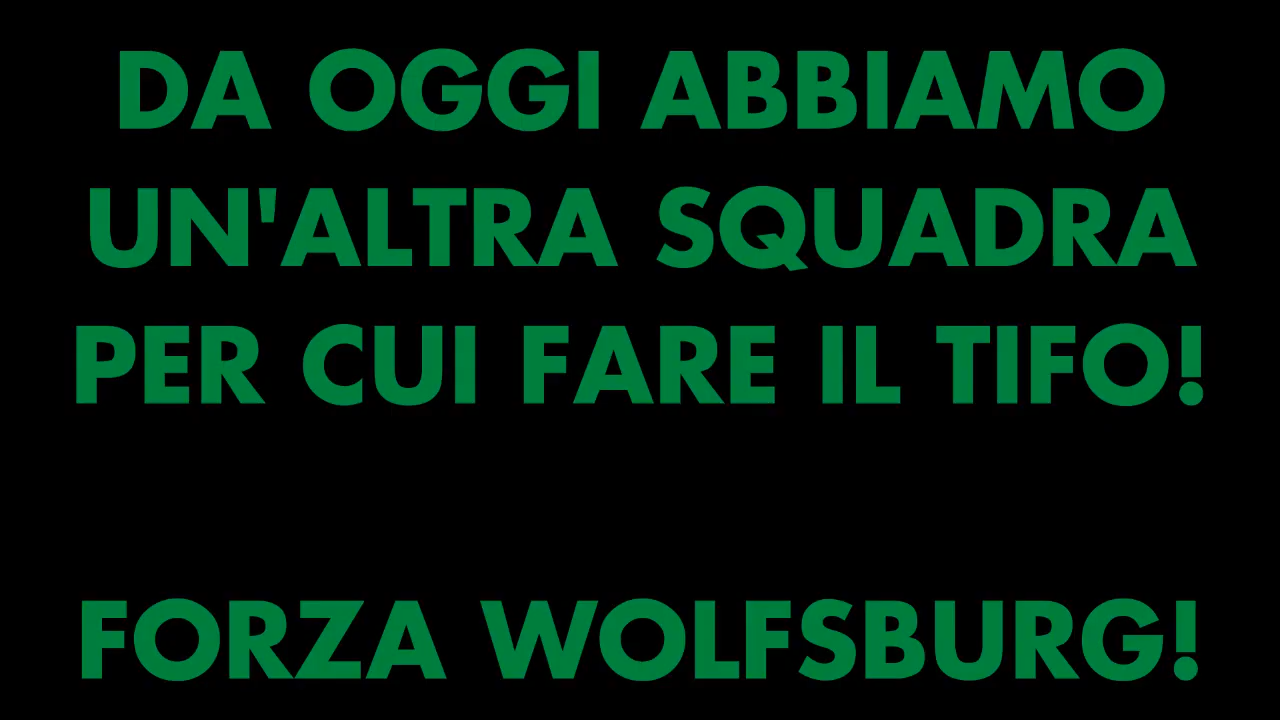 DA OGGI ABBIAMO
UN'ALTRA SQUADRA
PER CUI FARE IL TIFO!
FORZA WOLFSBURG!